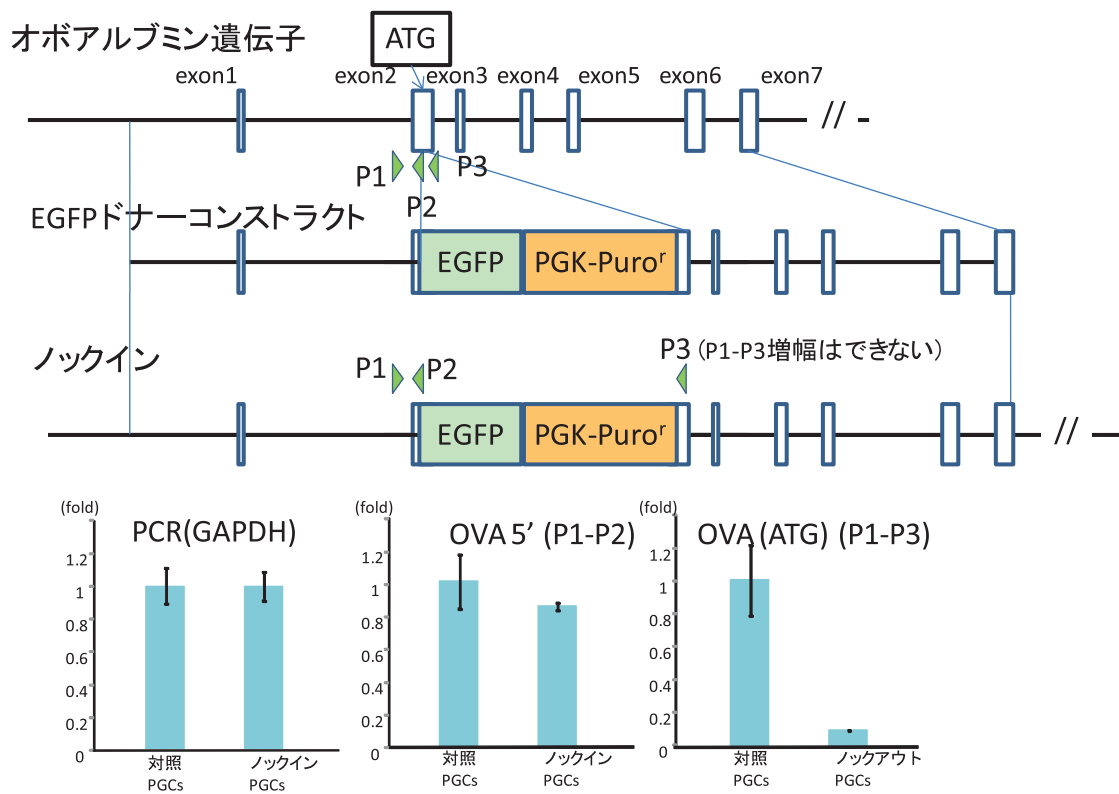 オボアルブミン遺伝子
ATG
exon1 exon2 exon3 exon4 exon5 exon6 exon7
//
P1 P3
P2
EGFPドナーコンストラクト
EGFP PGK-Puroʳ
ノックイン
P1 P2 P3 (P1-P3増幅はできない)
EGFP PGK-Puroʳ
//
(fold)
PCR(GAPDH)
1.2
1
0.8
0.6
0.4
0.2
0
対照 ノックイン
PGCs PGCs
(fold)
OVA 5’ (P1-P2)
1.2
1
0.8
0.6
0.4
0.2
0
対照 ノックイン
PGCs PGCs
(fold)
OVA (ATG) (P1-P3)
1.2
1
0.8
0.6
0.4
0.2
0
対照 ノックアウト
PGCs PGCs